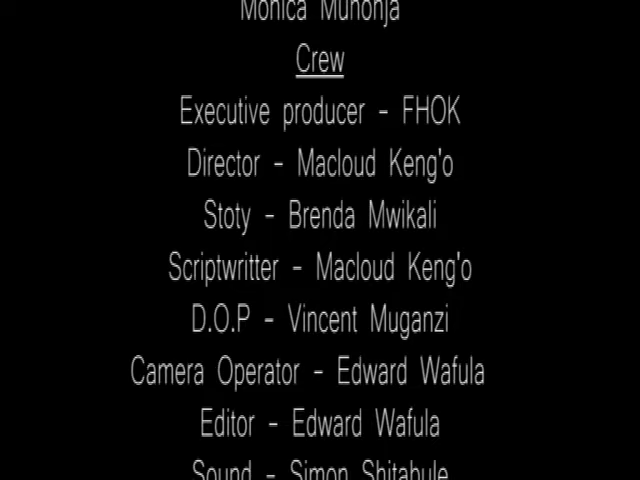 Monica Munonja
Crew
Executive producer - FHOK
Director - Macloud Keng'o
Stoty - Brenda Mwikali
Scriptwritter - Macloud Keng'o
D.O.P - Vincent Muganzi
Camera Operator - Edward Wafula
Editor - Edward Wafula
Sound - Simon Shitabule